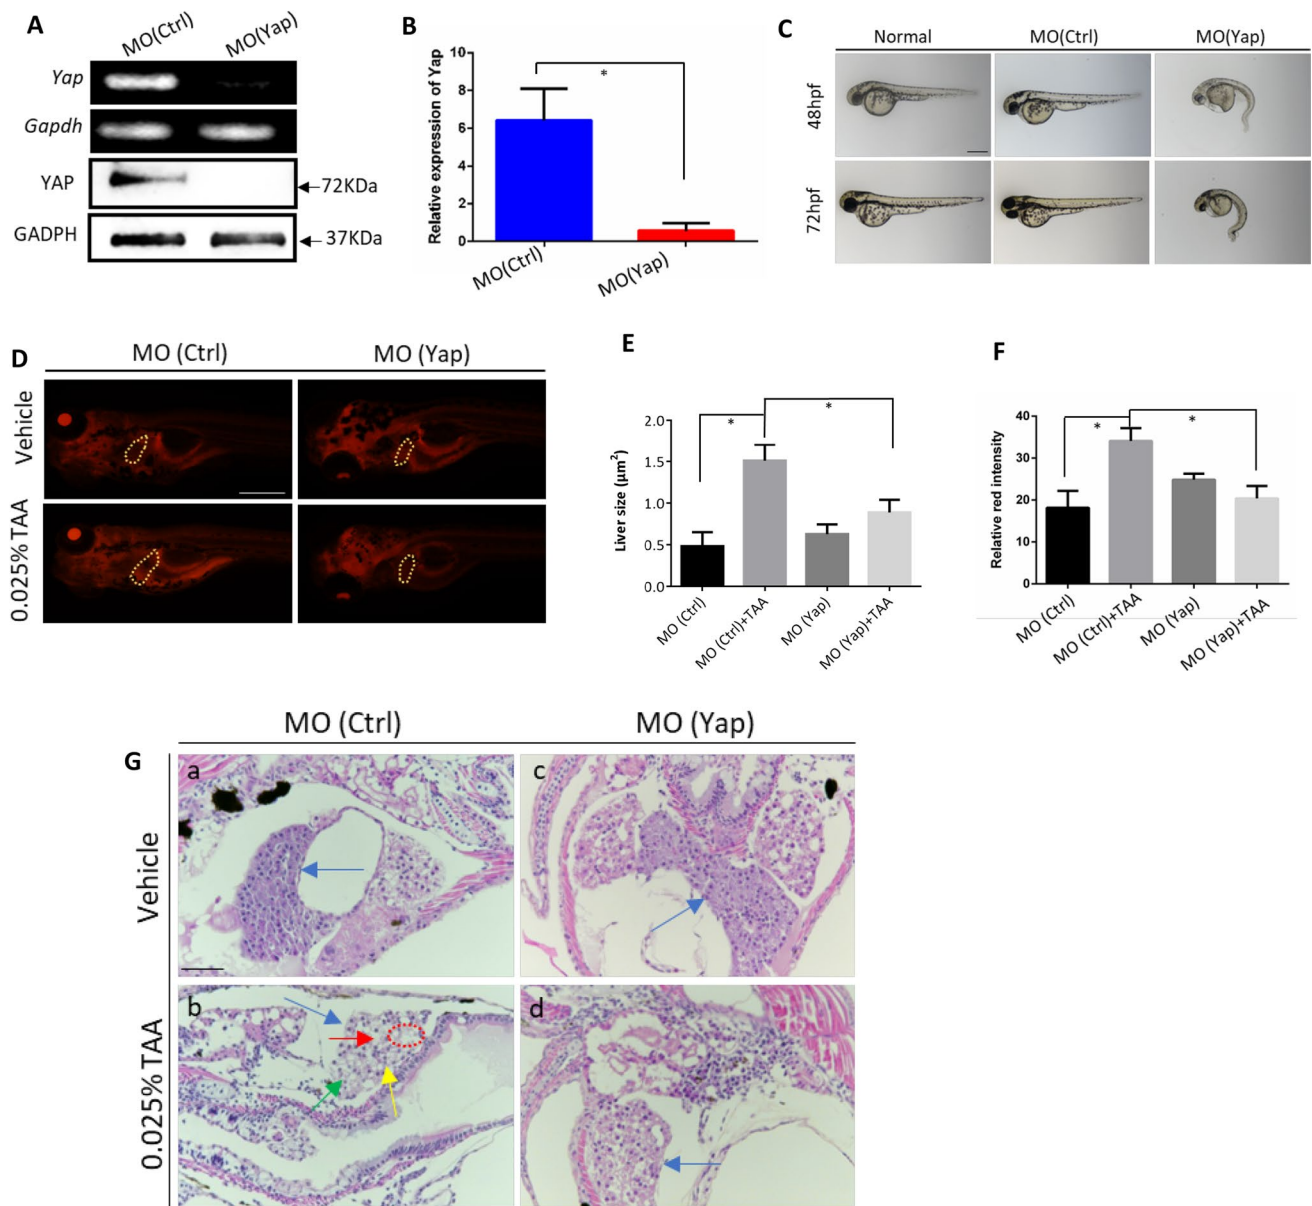 A
MO(Ctrl)
MO(Yap)
Yap
Gapdh
YAP
72KDa
GADPH
37KDa
B
Relative expression of Yap
10
8
6
4
2
0
*
MO(Ctrl)
MO(Yap)
C
Normal
MO(Ctrl)
MO(Yap)
48hpf
72hpf
D
MO (Ctrl)
MO (Yap)
Vehicle
0.025% TAA
E
Liver size (µm²)
2.0
1.5
1.0
0.5
0.0
*
*
MO (Ctrl)
MO (Ctrl)+TAA
MO (Yap)
MO (Yap)+TAA
F
Relative red intensity
40
30
20
10
0
*
*
MO (Ctrl)
MO (Ctrl)+TAA
MO (Yap)
MO (Yap)+TAA
G
MO (Ctrl)
MO (Yap)
Vehicle
a
c
0.025% TAA
b
d